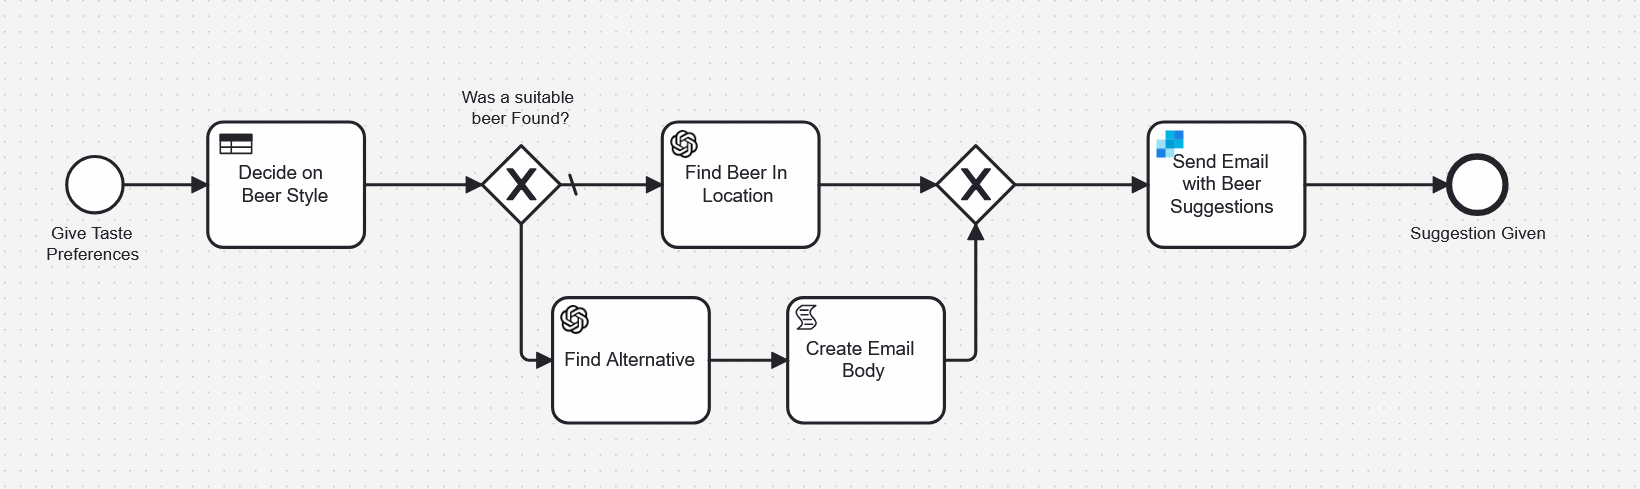 Give Taste
Preferences
Decide on
Beer Style
Was a suitable
beer Found?
Find Beer In
Location
Find Alternative
Create Email
Body
Send Email
with Beer
Suggestions
Suggestion Given